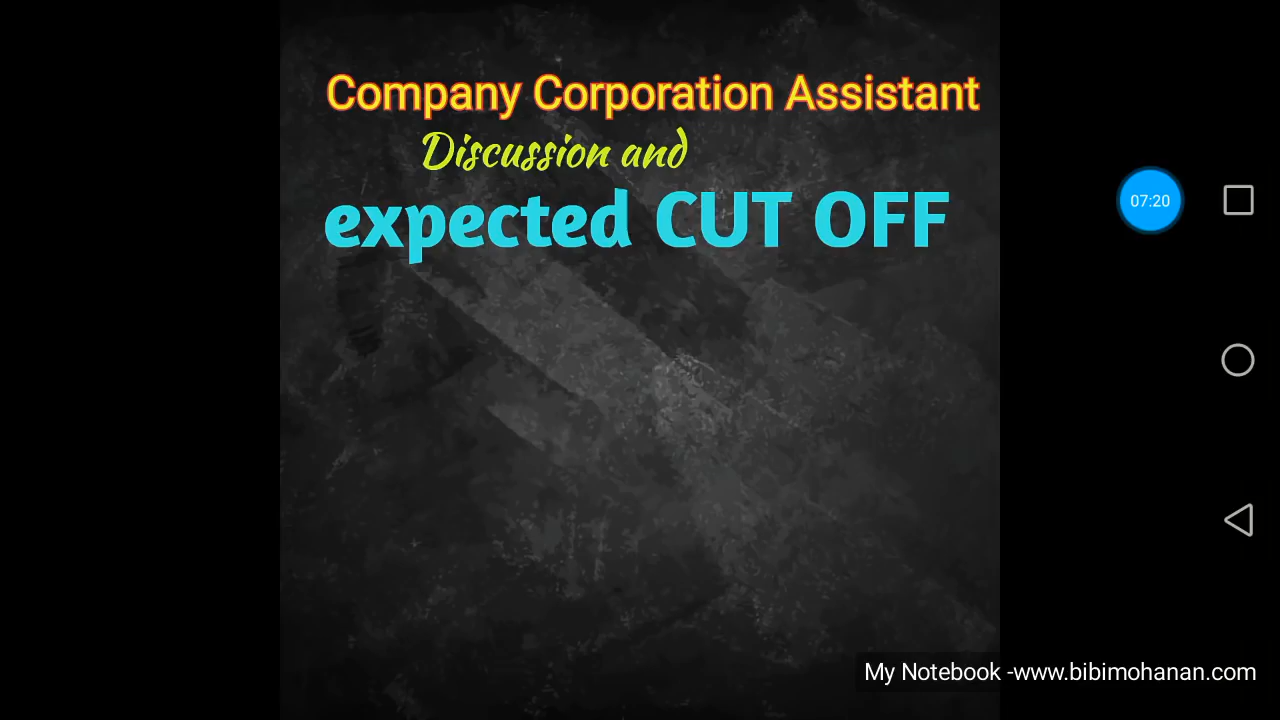 Company Corporation Assistant
Discussion and
expected CUT OFF
07:20
My Notebook -www.bibimohanan.com